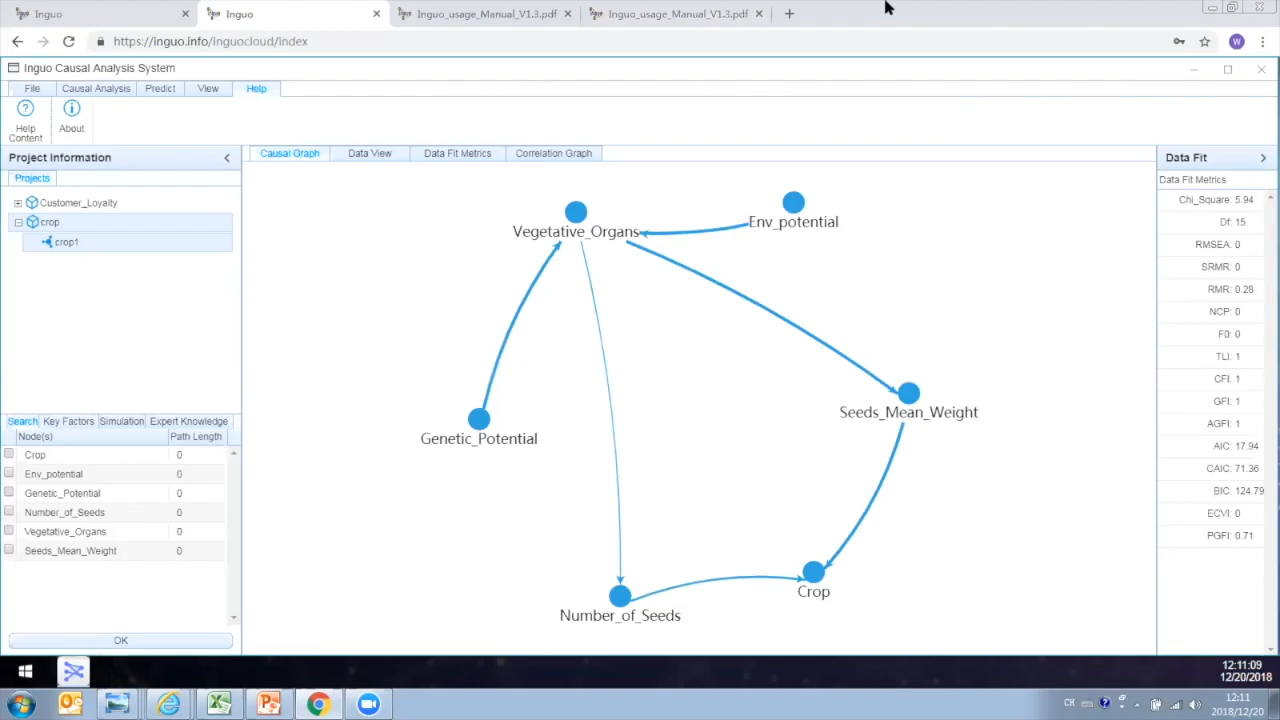 Inguo
Inguo
Inguo_usage_Manual_V1.3.pdf
Inguo_usage_Manual_V1.3.pdf
https://inguo.info/inguocloud/index
W
Inguo Causal Analysis System
File Causal Analysis Predict View Help
Help Content
About
Project Information
Projects
Customer_Loyalty
crop
crop1
Search Key Factors Simulation Expert Knowledge
Node(s) Path Length
Crop 0
Env_potential 0
Genetic_Potential 0
Number_of_Seeds 0
Vegetative_Organs 0
Seeds_Mean_Weight 0
OK
Causal Graph Data View Data Fit Metrics Correlation Graph
Vegetative_Organs
Env_potential
Genetic_Potential
Seeds_Mean_Weight
Number_of_Seeds
Crop
Data Fit
Data Fit Metrics
Chi_Square: 5.94
Df: 15
RMSEA: 0
SRMR: 0
RMR: 0.28
NCP: 0
F0: 0
TLI: 1
CFI: 1
GFI: 1
AGFI: 1
AIC: 17.94
CAIC: 71.36
BIC: 124.79
ECVI: 0
PGFI: 0.71
12:11:09
12/20/2018
CH
12:11
2018/12/20